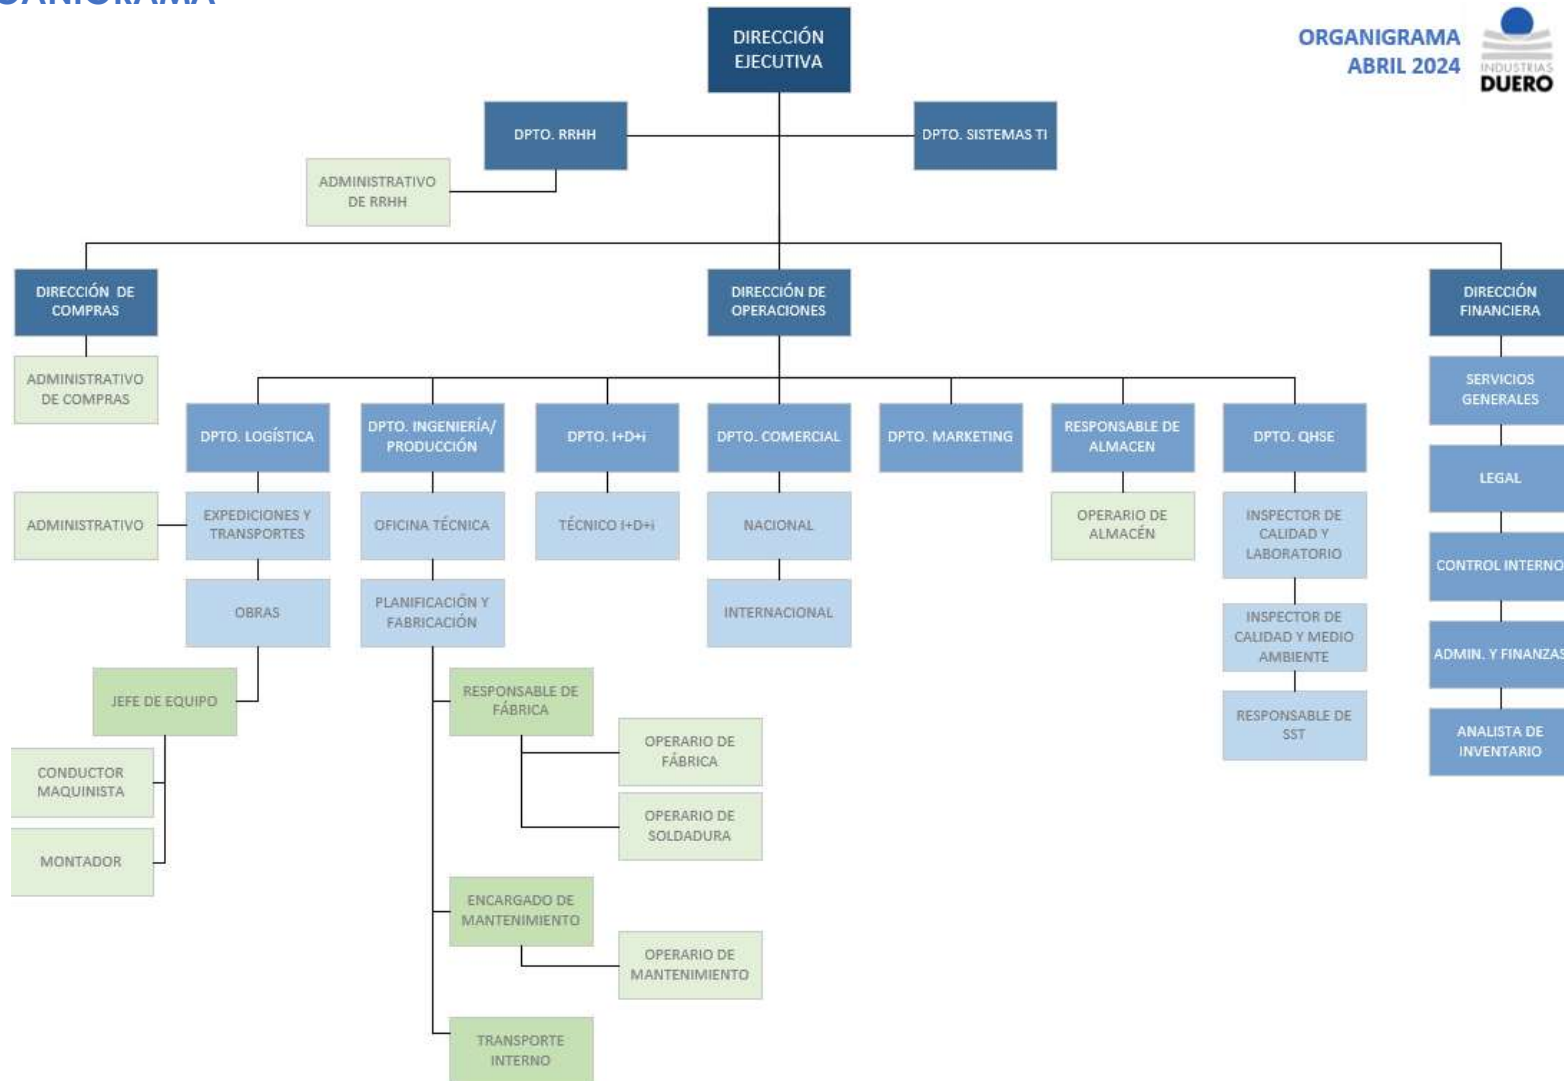 ORGANIGRAMA
ABRIL 2024
INDUSTRIAS
DUERO
DIRECCIÓN
EJECUTIVA
DPTO. RRHH
DPTO. SISTEMAS TI
ADMINISTRATIVO
DE RRHH
DIRECCIÓN DE
COMPRAS
DIRECCIÓN DE
OPERACIONES
DIRECCIÓN
FINANCIERA
ADMINISTRATIVO
DE COMPRAS
SERVICIOS
GENERALES
DPTO. LOGÍSTICA
DPTO. INGENIERÍA/
PRODUCCIÓN
DPTO. I+D+i
DPTO. COMERCIAL
DPTO. MARKETING
RESPONSABLE DE
ALMACEN
DPTO. QHSE
LEGAL
ADMINISTRATIVO
EXPEDICIONES Y
TRANSPORTES
OFICINA TÉCNICA
TÉCNICO I+D+i
NACIONAL
OPERARIO DE
ALMACÉN
INSPECTOR DE
CALIDAD Y
LABORATORIO
CONTROL INTERNO
OBRAS
PLANIFICACIÓN Y
FABRICACIÓN
INTERNACIONAL
INSPECTOR DE
CALIDAD Y MEDIO
AMBIENTE
ADMIN. Y FINANZAS
JEFE DE EQUIPO
RESPONSABLE DE
FÁBRICA
RESPONSABLE DE
SST
ANALISTA DE
INVENTARIO
CONDUCTOR
MAQUINISTA
OPERARIO DE
FÁBRICA
MONTADOR
OPERARIO DE
SOLDADURA
ENCARGADO DE
MANTENIMIENTO
OPERARIO DE
MANTENIMIENTO
TRANSPORTE
INTERNO